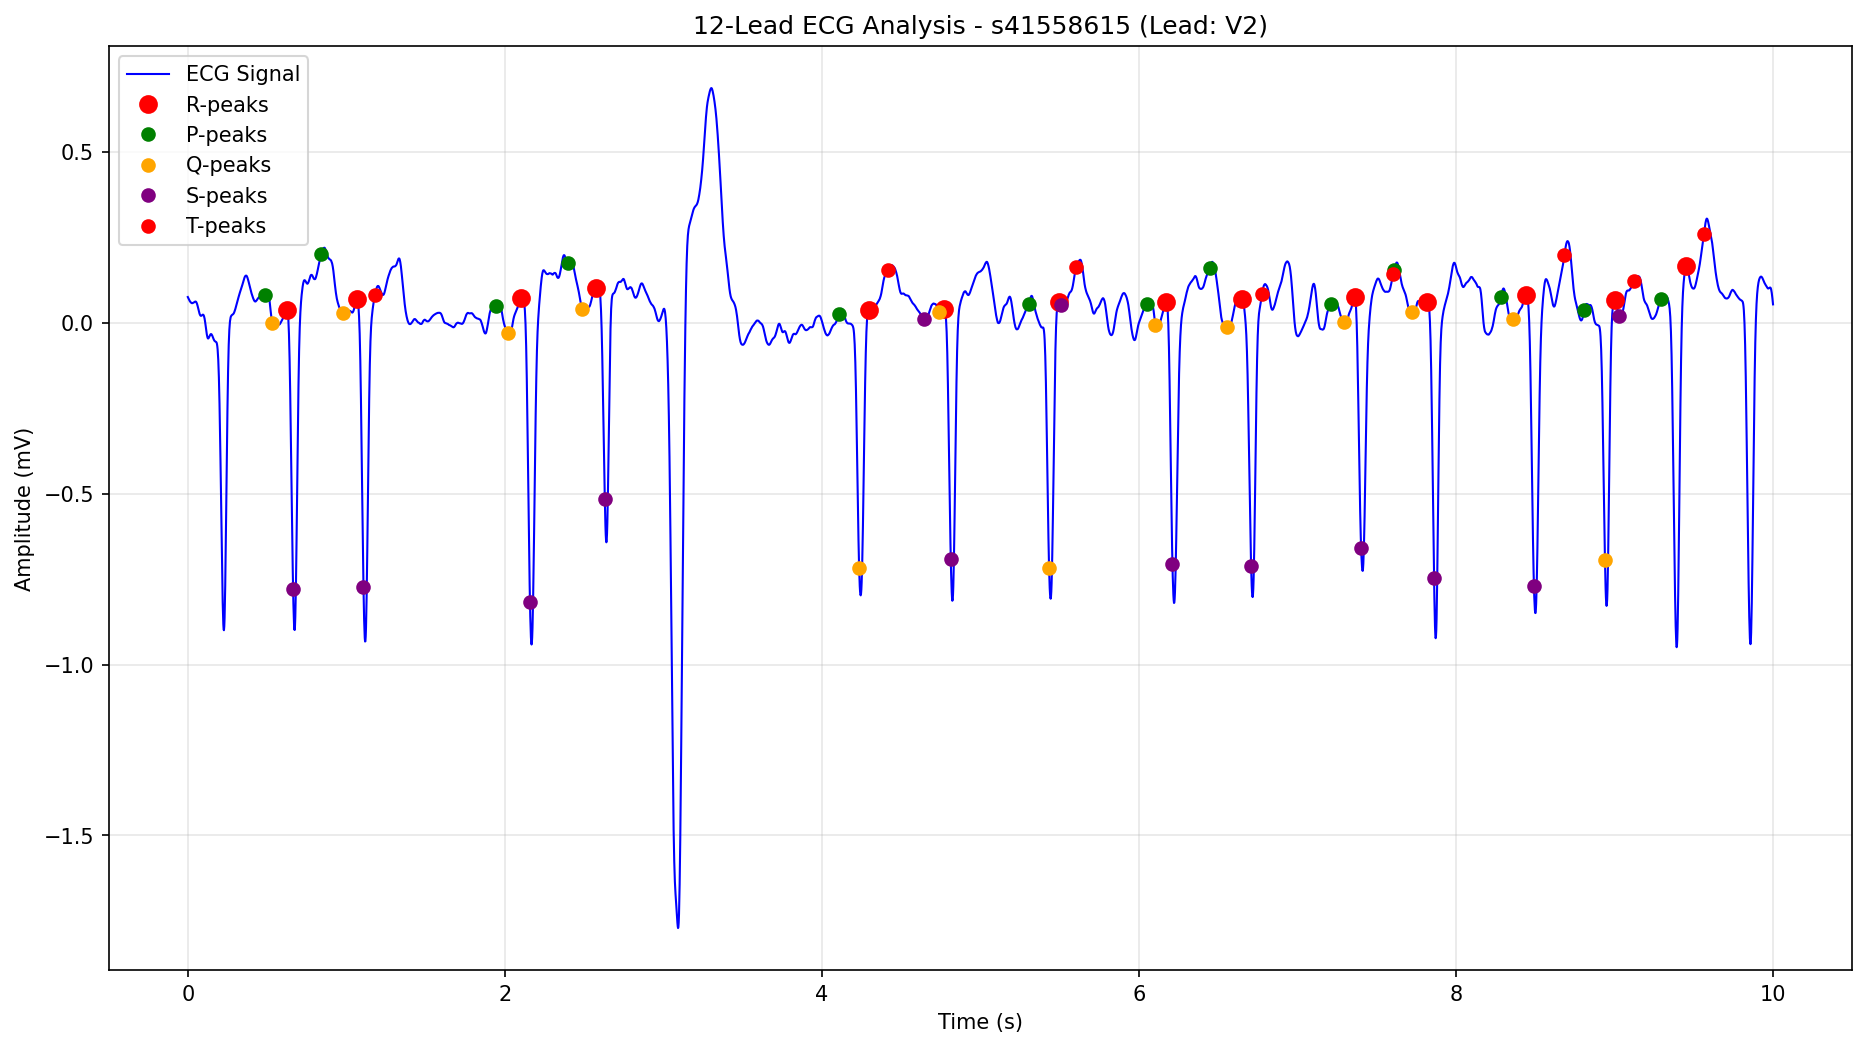 12-Lead ECG Analysis - s41558615 (Lead: V2)
ECG Signal
R-peaks
P-peaks
Q-peaks
S-peaks
T-peaks
Amplitude (mV)
0.5
0.0
−0.5
−1.0
−1.5
0 2 4 6 8 10
Time (s)